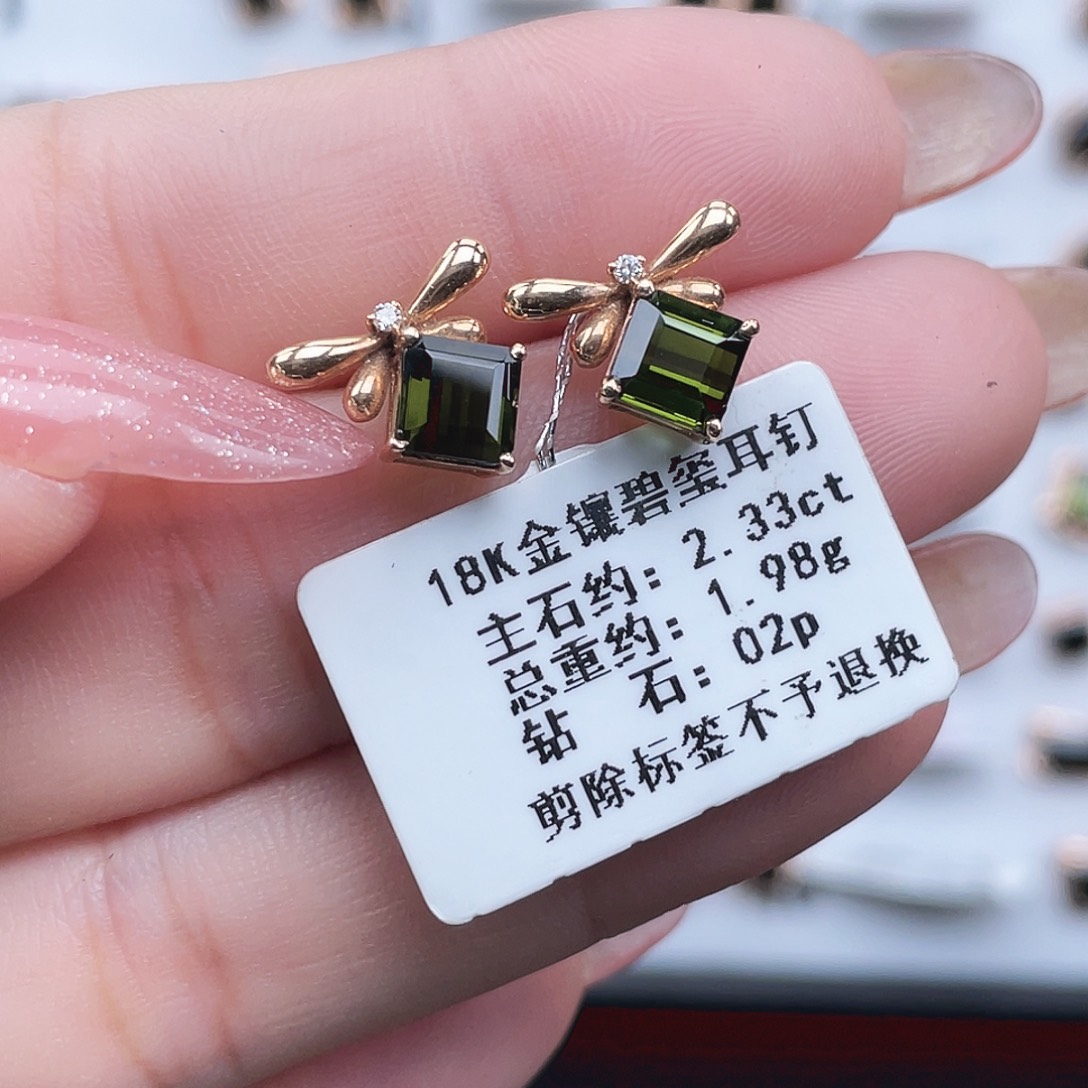 18K金镶碧玺耳钉
主石约: 2.33ct
总重约: 1.98g
钻 石: 02p
剪除标签不予退换